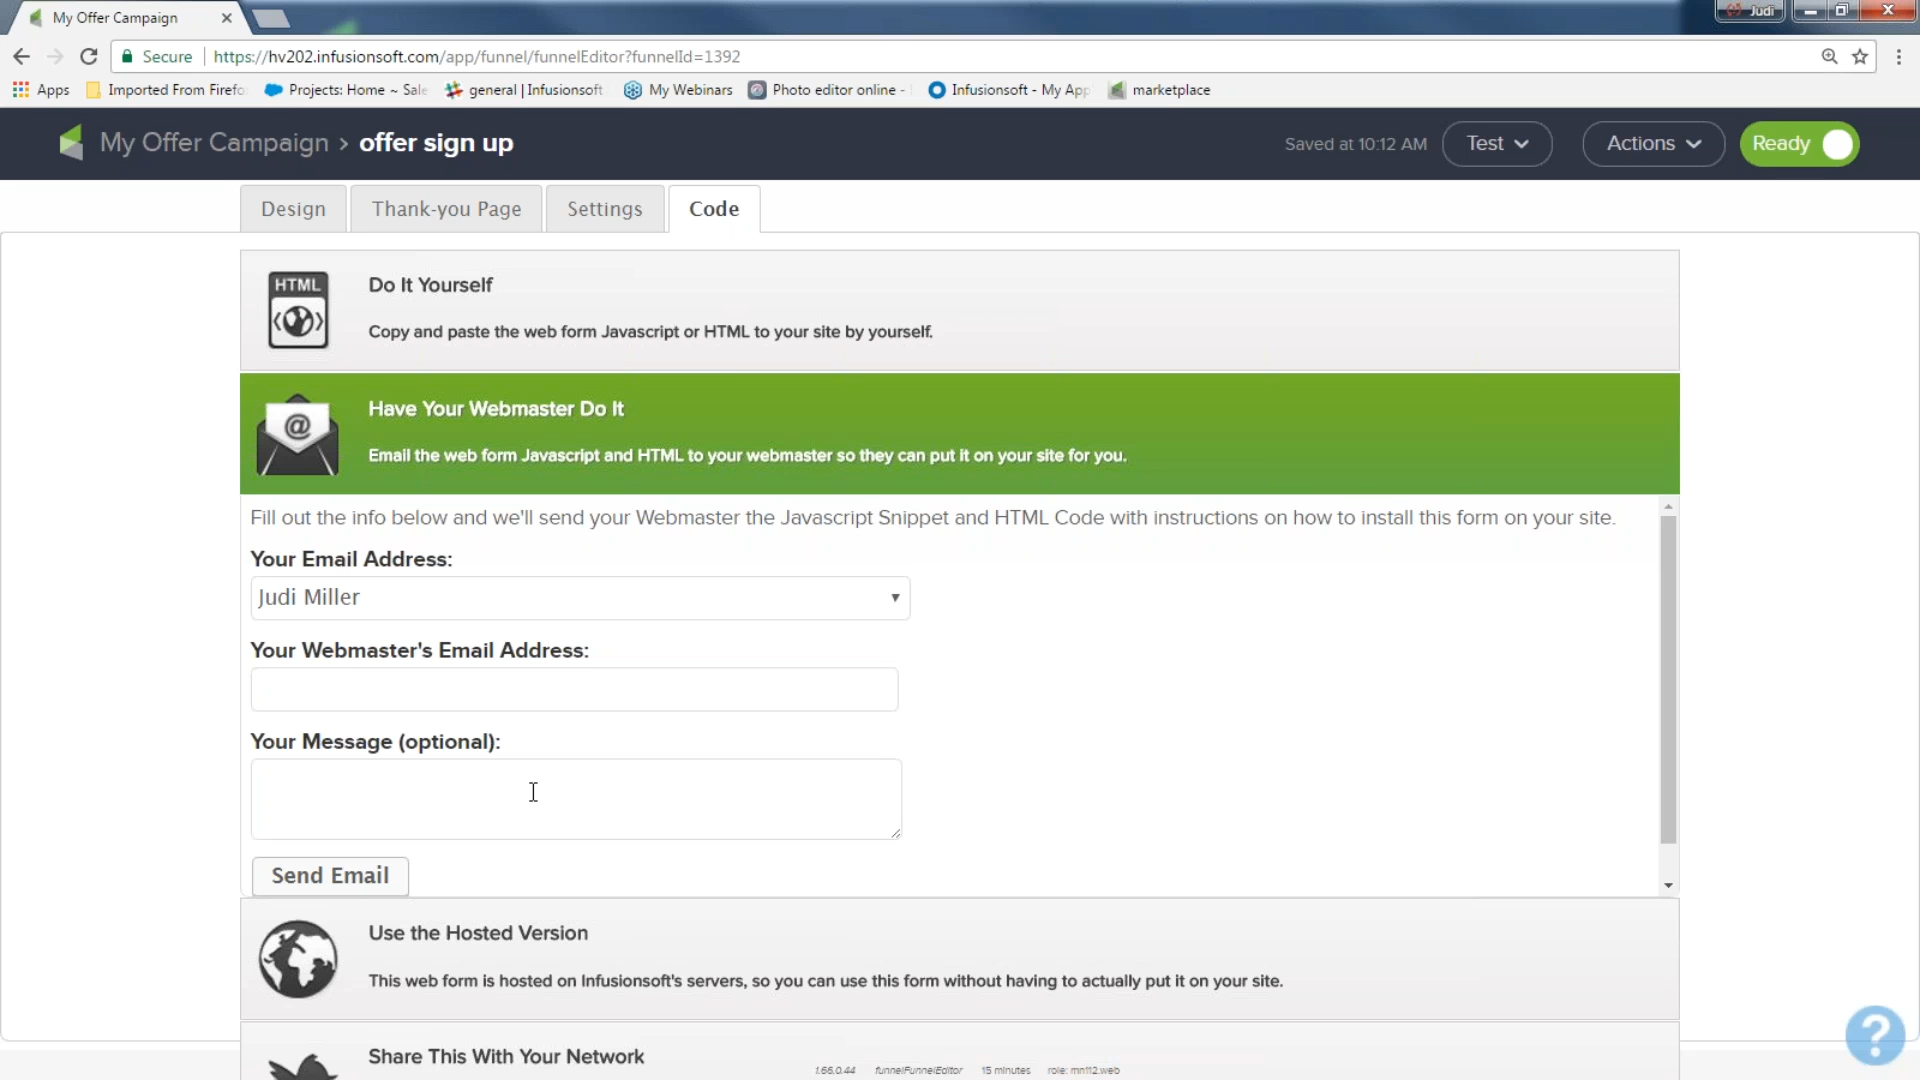 My Offer Campaign
Judi
Secure https://hv202.infusionsoft.com/app/funnel/funnelEditor?funnelId=1392
Apps Imported From Firefo Projects: Home ~ Sale general | Infusionsoft My Webinars Photo editor online - Infusionsoft - My App marketplace
My Offer Campaign › offer sign up Saved at 10:12 AM Test Actions Ready
Design Thank-you Page Settings Code
HTML
Do It Yourself
Copy and paste the web form Javascript or HTML to your site by yourself.
@
Have Your Webmaster Do It
Email the web form Javascript and HTML to your webmaster so they can put it on your site for you.
Fill out the info below and we'll send your Webmaster the Javascript Snippet and HTML Code with instructions on how to install this form on your site.
Your Email Address:
Judi Miller
Your Webmaster's Email Address:
Your Message (optional):
Send Email
Use the Hosted Version
This web form is hosted on Infusionsoft's servers, so you can use this form without having to actually put it on your site.
?
Share This With Your Network
1.66.0.44 funnelFunnelEditor 15 minutes role: mn112.web